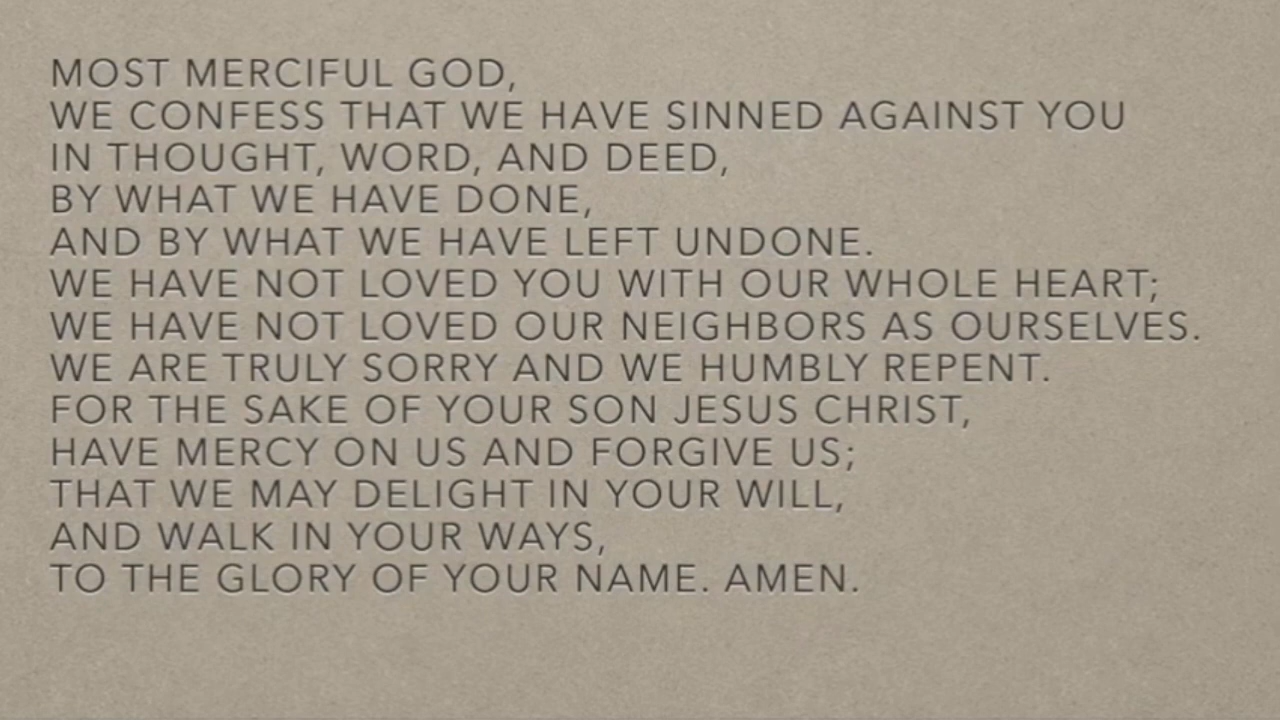 MOST MERCIFUL GOD,
WE CONFESS THAT WE HAVE SINNED AGAINST YOU
IN THOUGHT, WORD, AND DEED,
BY WHAT WE HAVE DONE,
AND BY WHAT WE HAVE LEFT UNDONE.
WE HAVE NOT LOVED YOU WITH OUR WHOLE HEART;
WE HAVE NOT LOVED OUR NEIGHBORS AS OURSELVES.
WE ARE TRULY SORRY AND WE HUMBLY REPENT.
FOR THE SAKE OF YOUR SON JESUS CHRIST,
HAVE MERCY ON US AND FORGIVE US;
THAT WE MAY DELIGHT IN YOUR WILL,
AND WALK IN YOUR WAYS,
TO THE GLORY OF YOUR NAME. AMEN.